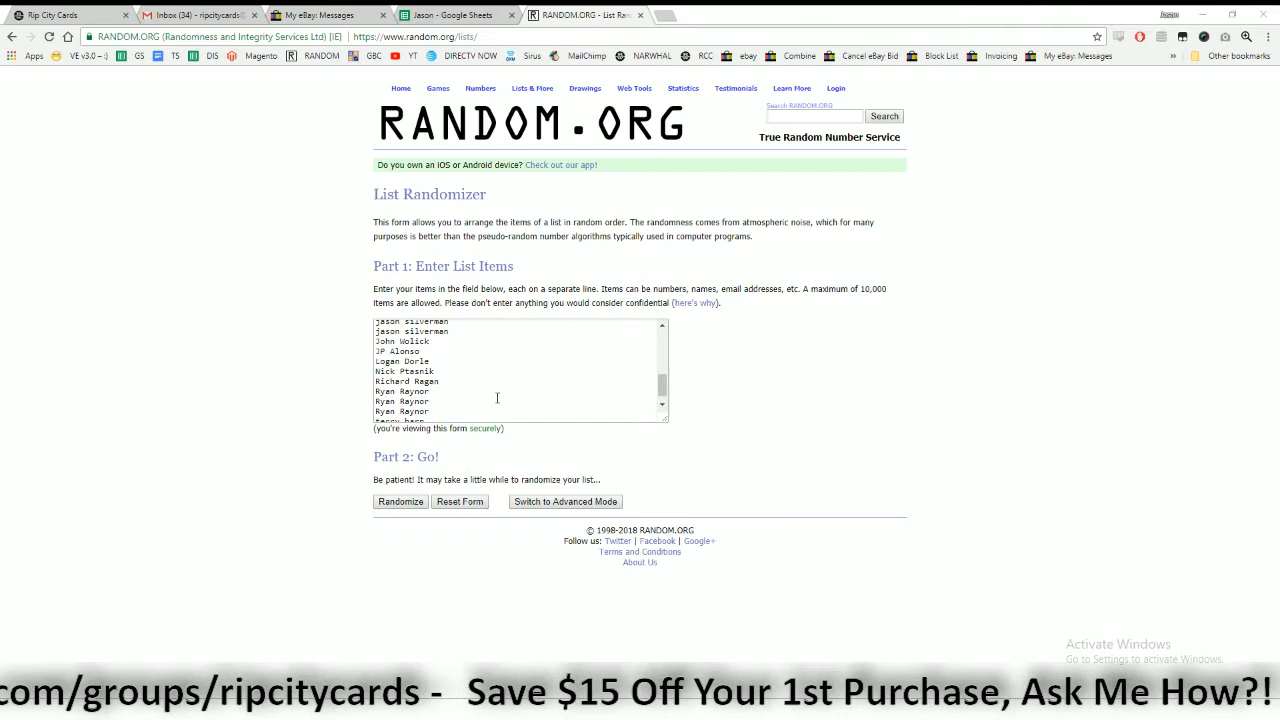 Rip City Cards
Inbox (34) - ripcitycards@
My eBay: Messages
Jason - Google Sheets
RANDOM.ORG - List Ran
Jason
RANDOM.ORG (Randomness and Integrity Services Ltd) [IE]
https://www.random.org/lists/
Apps
VE v3.0 --:)
GS
TS
DIS
Magento
RANDOM
GBC
YT
DIRECTV NOW
Sirus
MailChimp
NARWHAL
RCC
ebay
Combine
Cancel eBay Bid
Block List
Invoicing
My eBay: Messages
»
Other bookmarks
Home Games Numbers Lists & More Drawings Web Tools Statistics Testimonials Learn More Login
RANDOM.ORG
Search RANDOM.ORG
Search
True Random Number Service
Do you own an iOS or Android device? Check out our app!
List Randomizer
This form allows you to arrange the items of a list in random order. The randomness comes from atmospheric noise, which for many
purposes is better than the pseudo-random number algorithms typically used in computer programs.
Part 1: Enter List Items
Enter your items in the field below, each on a separate line. Items can be numbers, names, email addresses, etc. A maximum of 10,000
items are allowed. Please don't enter anything you would consider confidential (here's why).
jason silverman
jason silverman
John Wolick
JP Alonso
Logan Dorle
Nick Ptasnik
Richard Ragan
Ryan Raynor
Ryan Raynor
Ryan Raynor
(you're viewing this form securely)
Part 2: Go!
Be patient! It may take a little while to randomize your list...
Randomize
Reset Form
Switch to Advanced Mode
© 1998-2018 RANDOM.ORG
Follow us: Twitter | Facebook | Google+
Terms and Conditions
About Us
Activate Windows
Go to Settings to activate Windows.
com/groups/ripcitycards - Save $15 Off Your 1st Purchase, Ask Me How?!